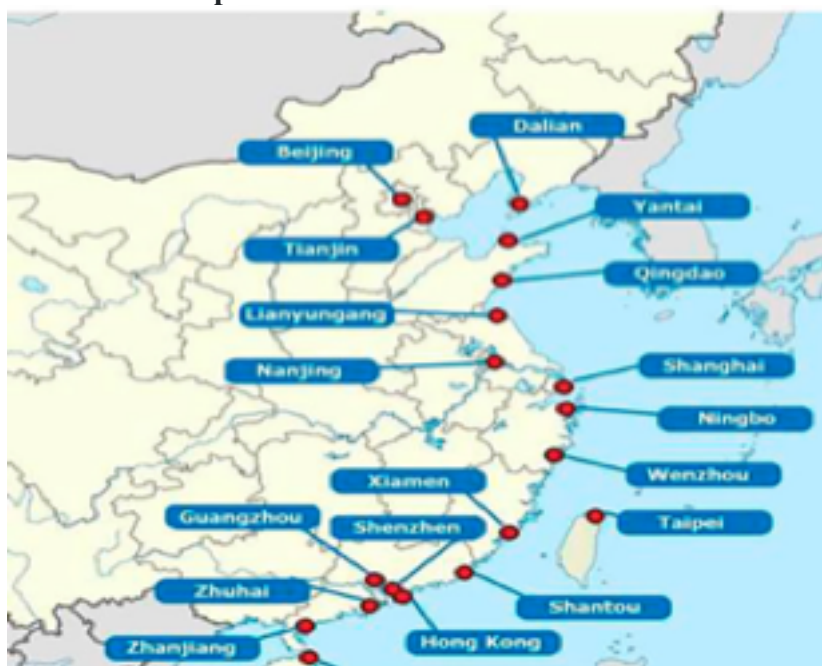 Dalian
Beijing
Yantai
Tianjin
Qingdao
Lianyungang
Nanjing
Shanghai
Ningbo
Wenzhou
Xiamen
Guangzhou
Shenzhen
Taipei
Zhuhai
Shantou
Hong Kong
Zhanjiang